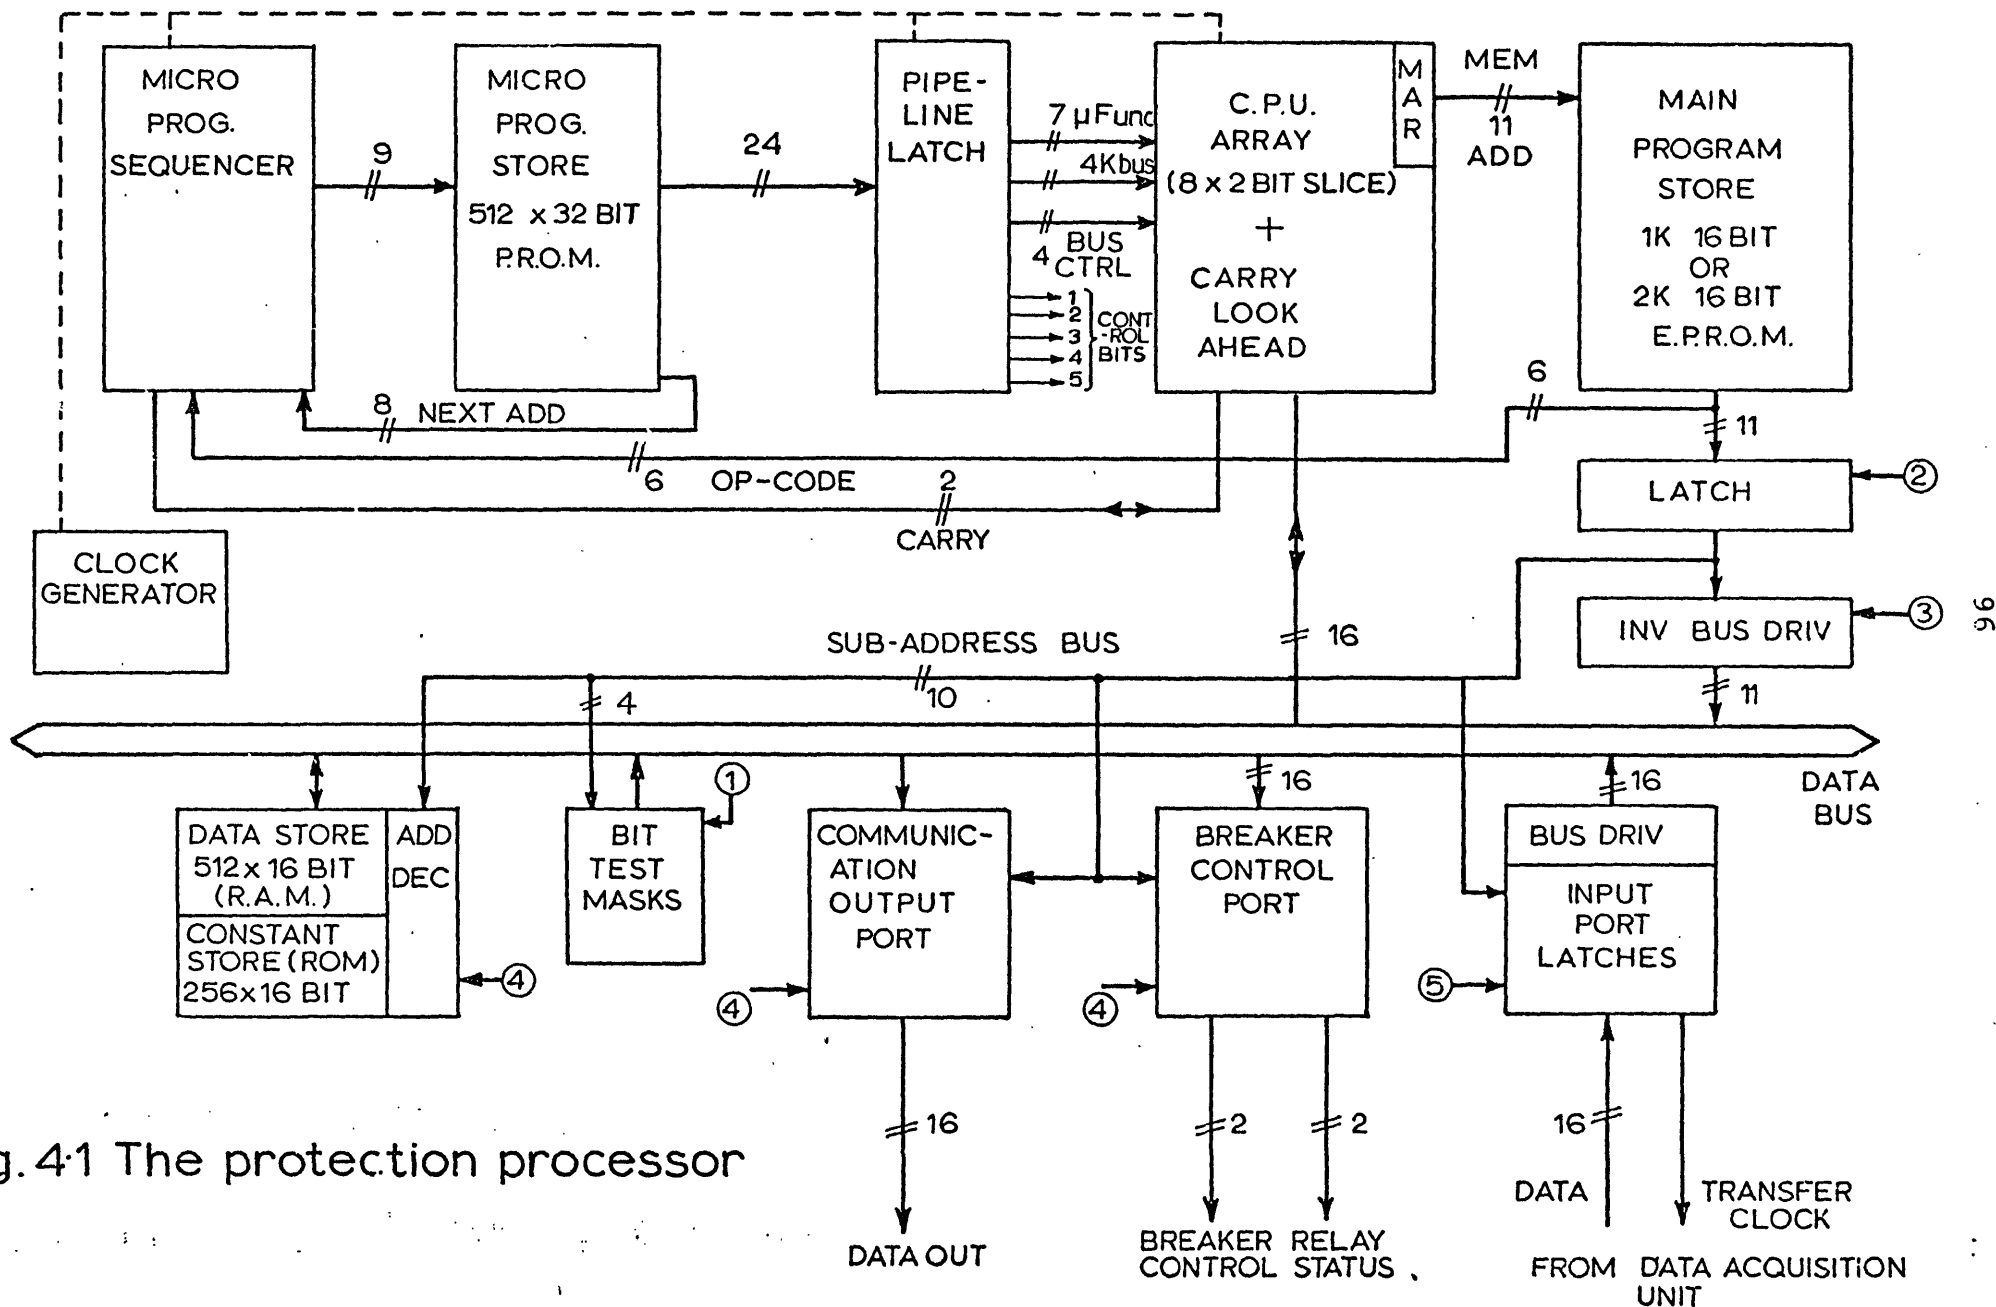 MICRO
PROG.
SEQUENCER
9
MICRO
PROG.
STORE
512 x 32 BIT
P.R.O.M.
24
PIPE-
LINE
LATCH
7 µFunc
4Kbus
4 BUS
CTRL
1
2
3
4
5
CONT
-ROL
BITS
C.P.U.
ARRAY
(8 x 2 BIT SLICE)
+
CARRY
LOOK
AHEAD
M
A
R
MEM
11
ADD
MAIN
PROGRAM
STORE
1K 16 BIT
OR
2K 16 BIT
E.P.R.O.M.
8 NEXT ADD
6
11
6 OP-CODE
2
CARRY
LATCH
2
CLOCK
GENERATOR
INV BUS DRIV
3
96
SUB-ADDRESS BUS
16
4
10
11
DATA
BUS
1
16
16
DATA STORE
512 x 16 BIT
(R.A.M.)
CONSTANT
STORE (ROM)
256x16 BIT
ADD
DEC
4
BIT
TEST
MASKS
COMMUNIC-
ATION
OUTPUT
PORT
4
BREAKER
CONTROL
PORT
4
BUS DRIV
INPUT
PORT
LATCHES
5
16
2
2
16
g. 4·1 The protection processor
DATA OUT
BREAKER
CONTROL
RELAY
STATUS
DATA
TRANSFER
CLOCK
FROM DATA ACQUISITION
UNIT